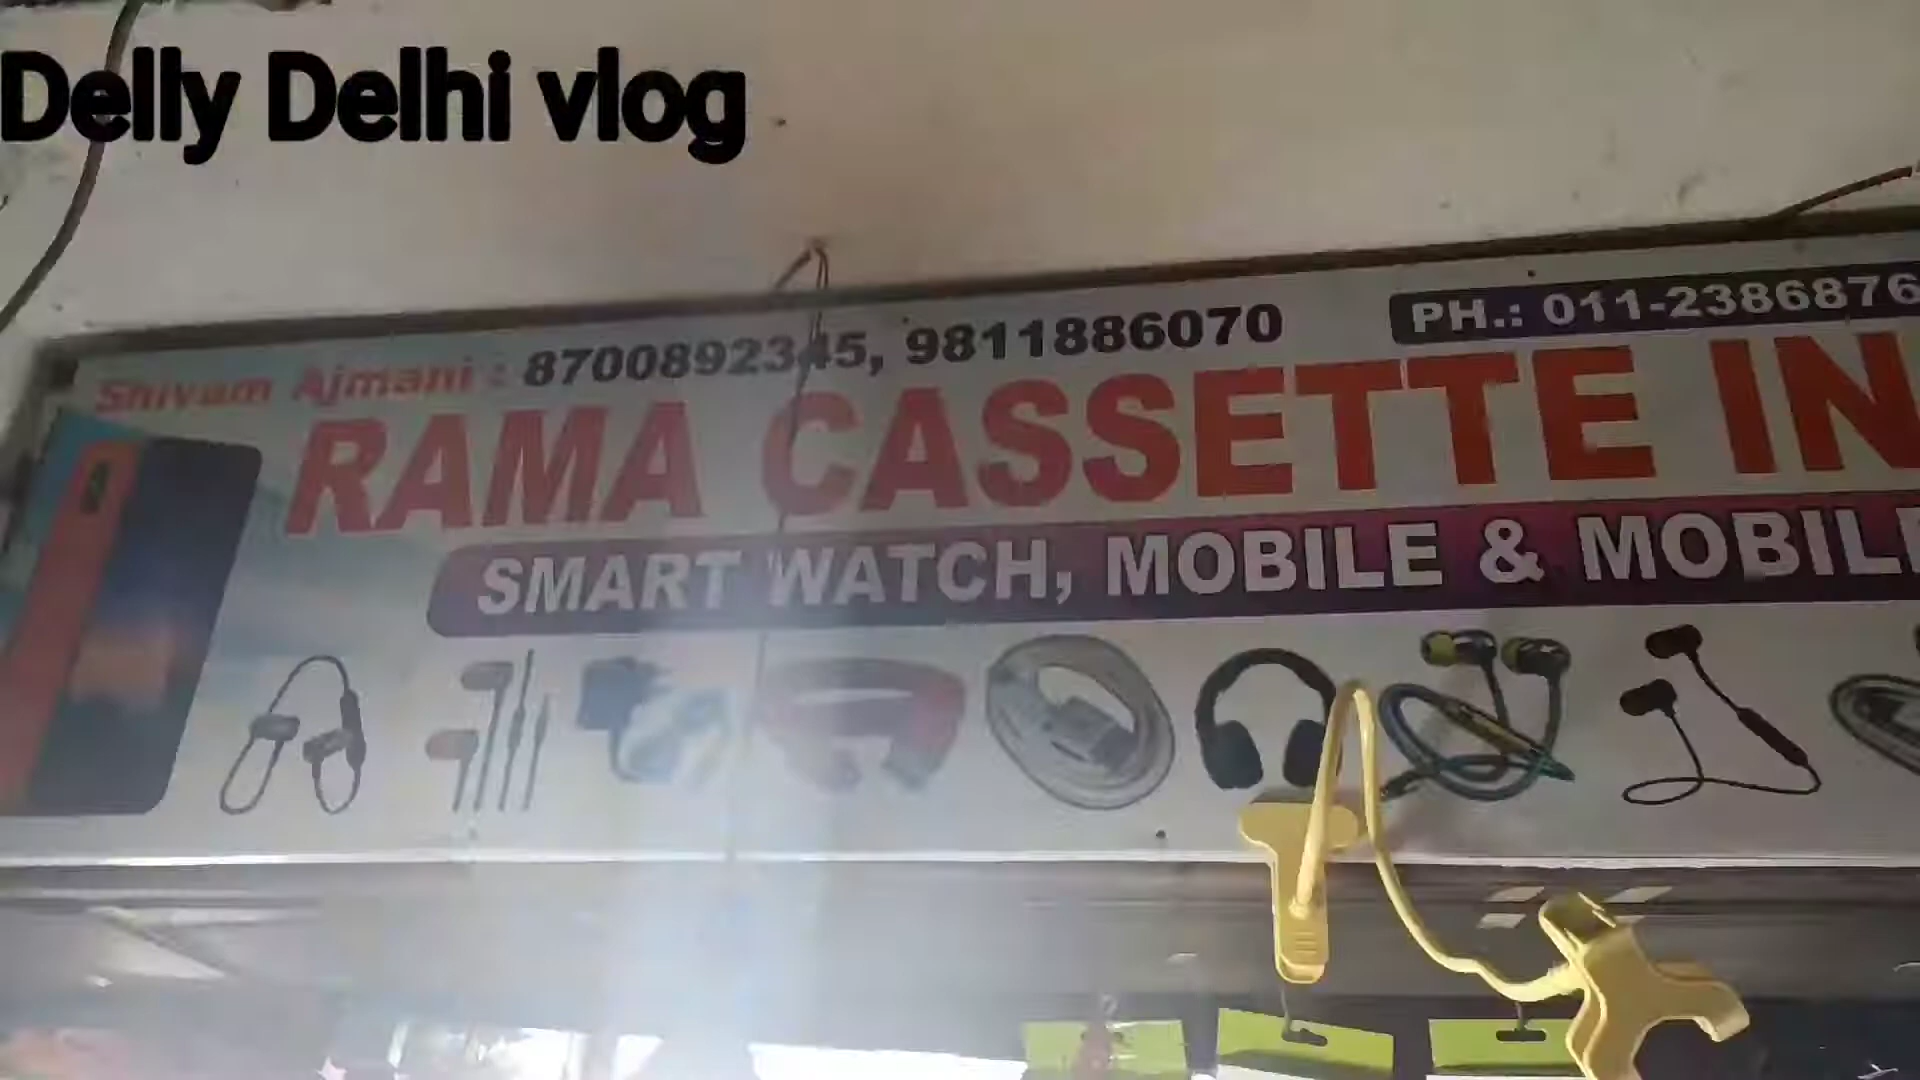 Delly Delhi vlog
Shivam Ajmani : 8700892345, 9811886070
PH.: 011-2386876
RAMA CASSETTE IN
SMART WATCH, MOBILE & MOBIL